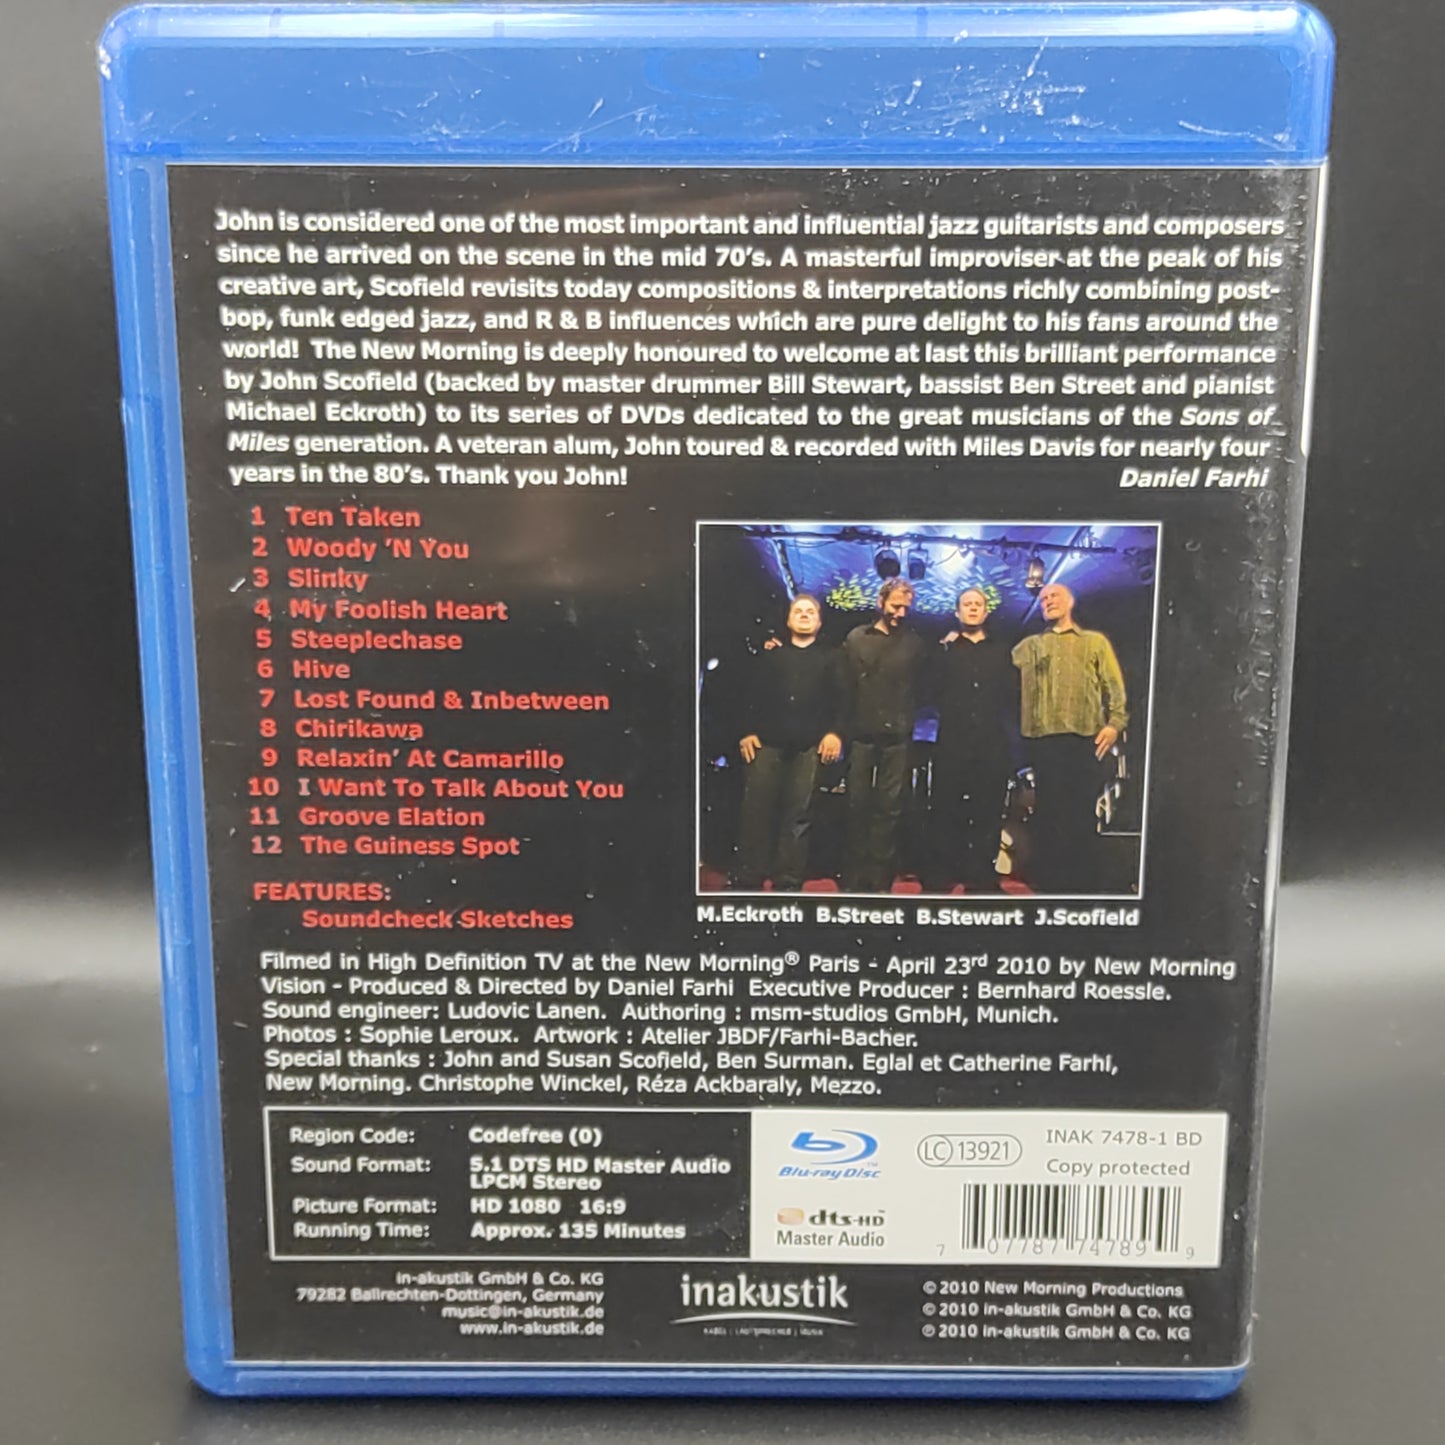 John is considered one of the most important and influential jazz guitarists and composers
since he arrived on the scene in the mid 70's. A masterful improviser at the peak of his
creative art, Scofield revisits today compositions & interpretations richly combining post-
bop, funk edged jazz, and R & B influences which are pure delight to his fans around the
world! The New Morning is deeply honoured to welcome at last this brilliant performance
by John Scofield (backed by master drummer Bill Stewart, bassist Ben Street and pianist
Michael Eckroth) to its series of DVDs dedicated to the great musicians of the Sons of
Miles generation. A veteran alum, John toured & recorded with Miles Davis for nearly four
years in the 80's. Thank you John! Daniel Farhi
1 Ten Taken
2 Woody 'N You
3 Slinky
4 My Foolish Heart
5 Steeplechase
6 Hive
7 Lost Found & Inbetween
8 Chirikawa
9 Relaxin' At Camarillo
10 I Want To Talk About You
11 Groove Elation
12 The Guiness Spot
FEATURES:
Soundcheck Sketches
M.Eckroth B.Street B.Stewart J.Scofield
Filmed in High Definition TV at the New Morning® Paris - April 23rd 2010 by New Morning
Vision - Produced & Directed by Daniel Farhi Executive Producer : Bernhard Roessle.
Sound engineer: Ludovic Lanen. Authoring : msm-studios GmbH, Munich.
Photos : Sophie Leroux. Artwork : Atelier JBDF/Farhi-Bacher.
Special thanks : John and Susan Scofield, Ben Surman. Eglal et Catherine Farhi,
New Morning. Christophe Winckel, Réza Ackbaraly, Mezzo.
Region Code: Codefree (0)
Sound Format: 5.1 DTS HD Master Audio
LPCM Stereo
Picture Format: HD 1080 16:9
Running Time: Approx. 135 Minutes
Blu-ray Disc™
dts-HD™
Master Audio
LC 13921
INAK 7478-1 BD
Copy protected
7 07787 74789 9
in-akustik GmbH & Co. KG
79282 Ballrechten-Dottingen, Germany
music@in-akustik.de
www.in-akustik.de
inakustik
© 2010 New Morning Productions
© 2010 in-akustik GmbH & Co. KG
℗ 2010 in-akustik GmbH & Co. KG